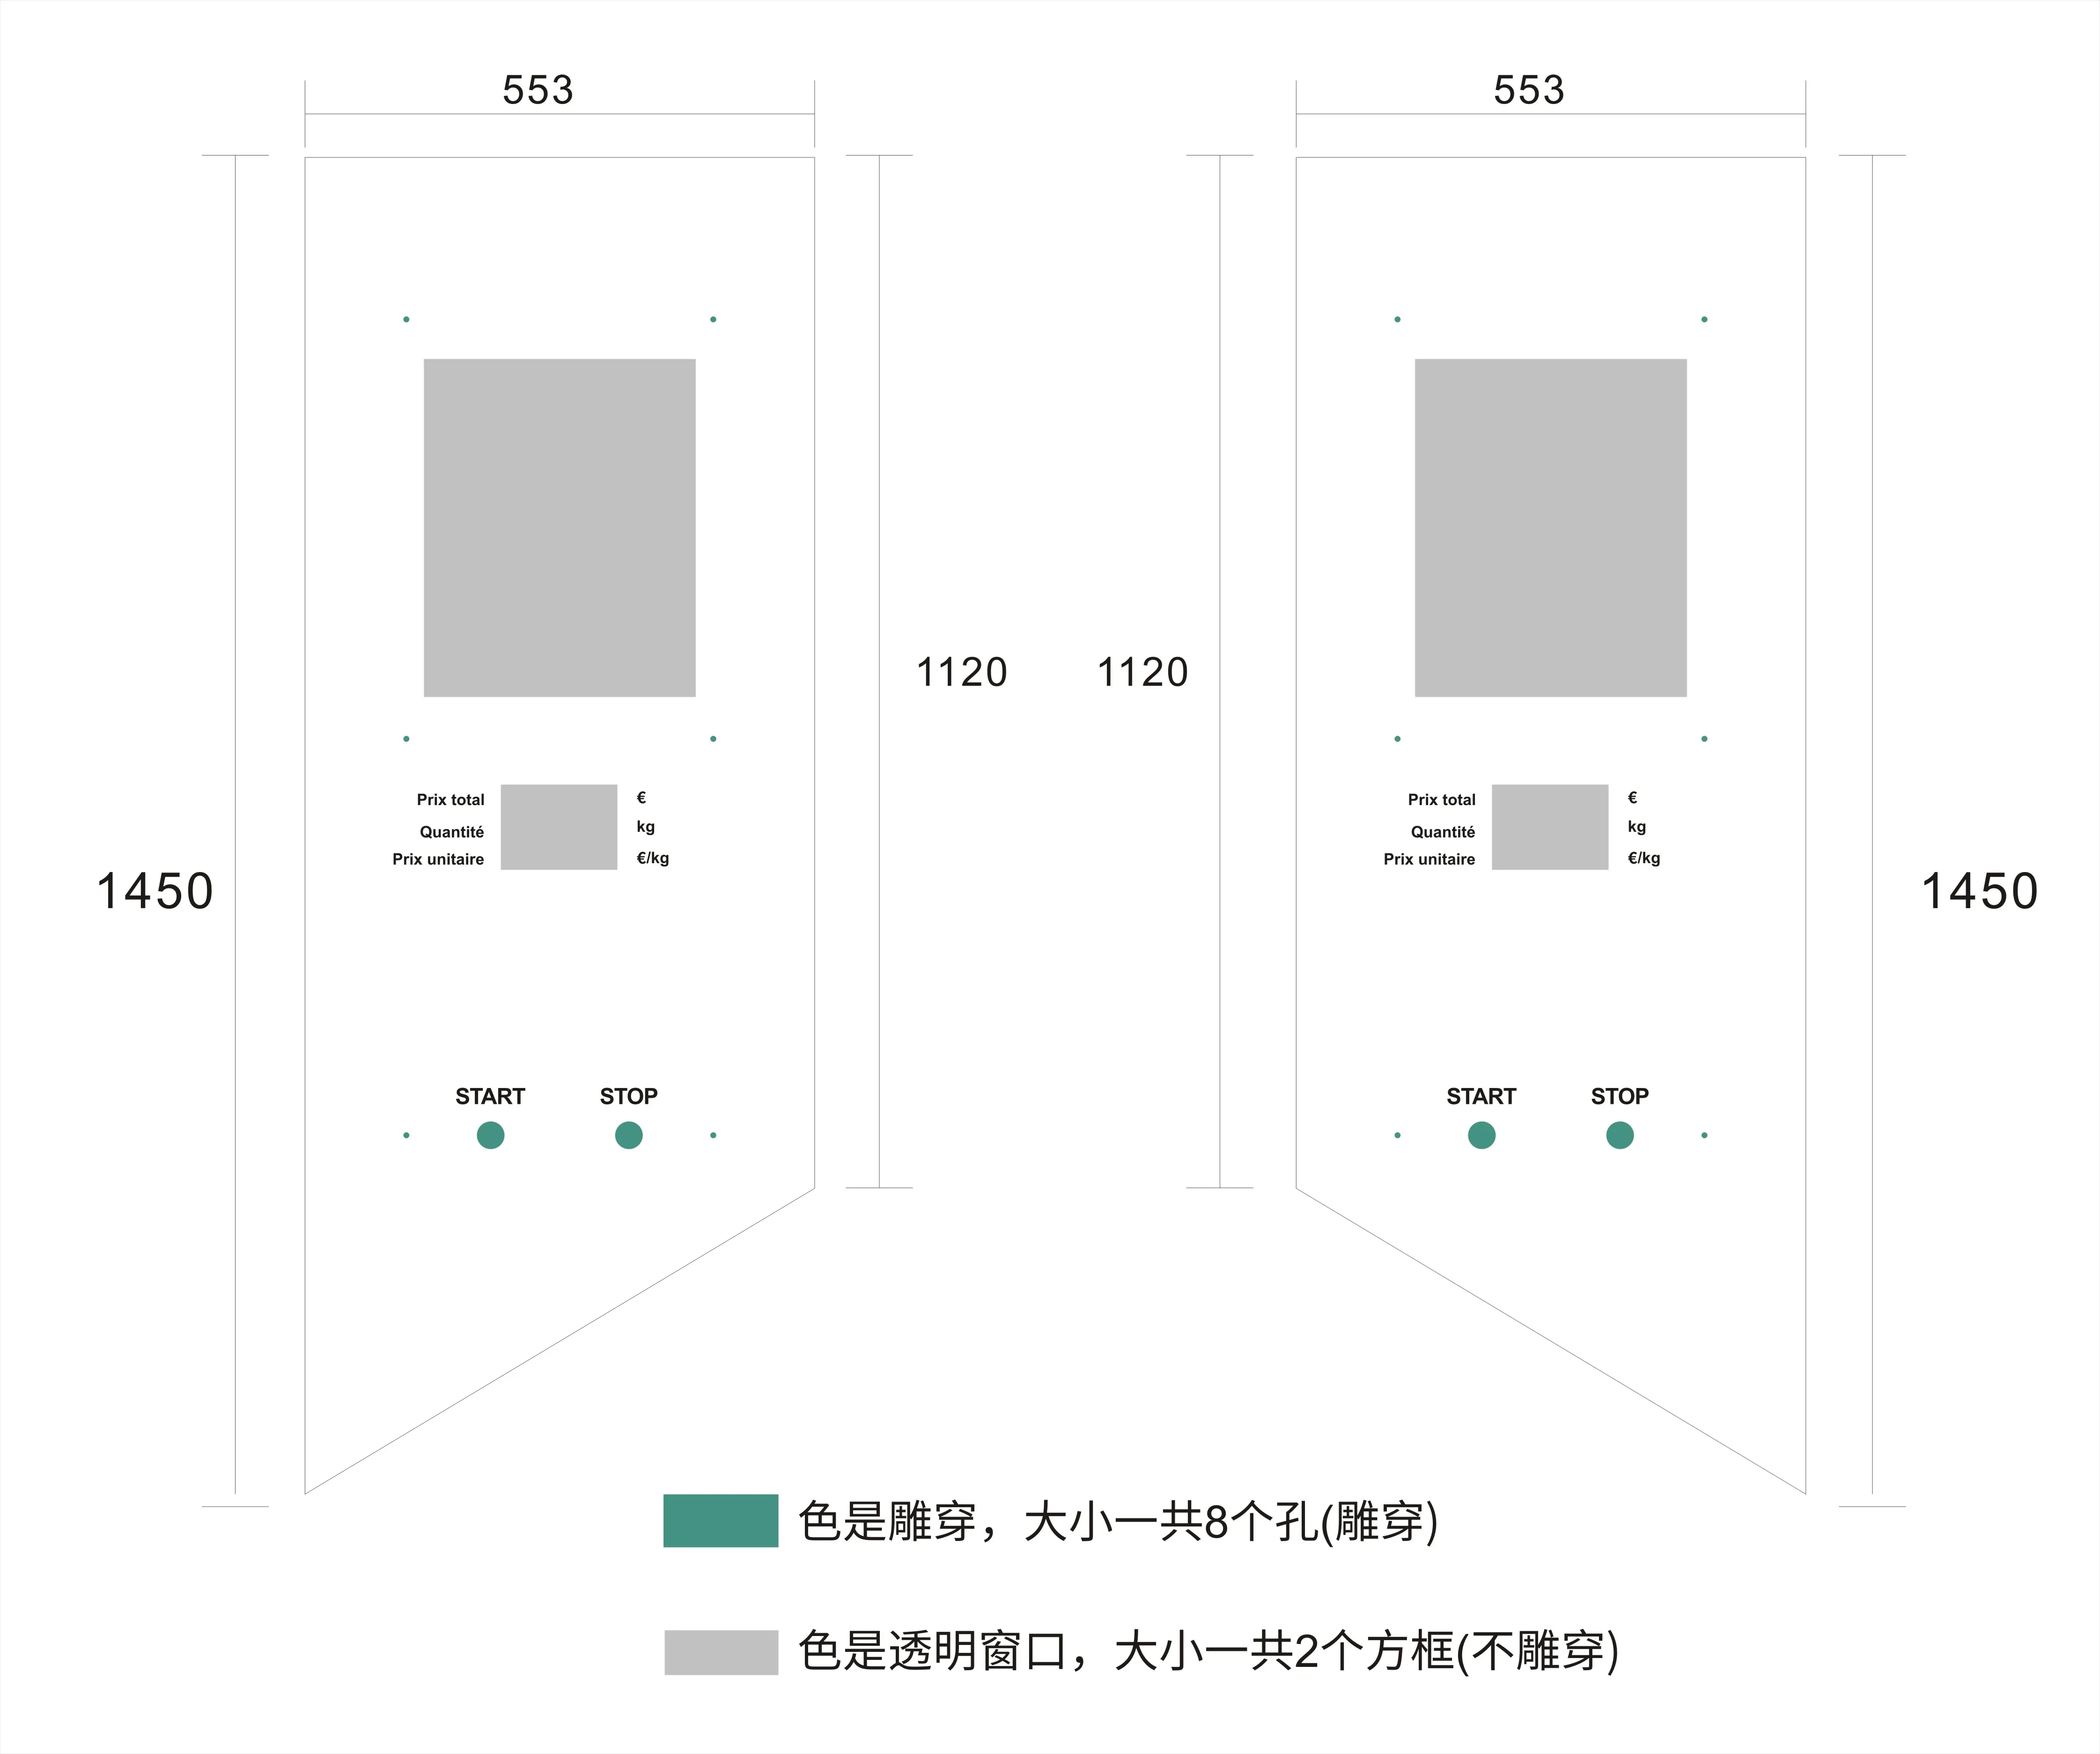 553
553
1120
1120
Prix total
€
Quantité
kg
Prix unitaire
€/kg
Prix total
€
Quantité
kg
Prix unitaire
€/kg
1450
1450
START
STOP
START
STOP
色是雕穿，大小一共8个孔(雕穿)
色是透明窗口，大小一共2个方框(不雕穿)